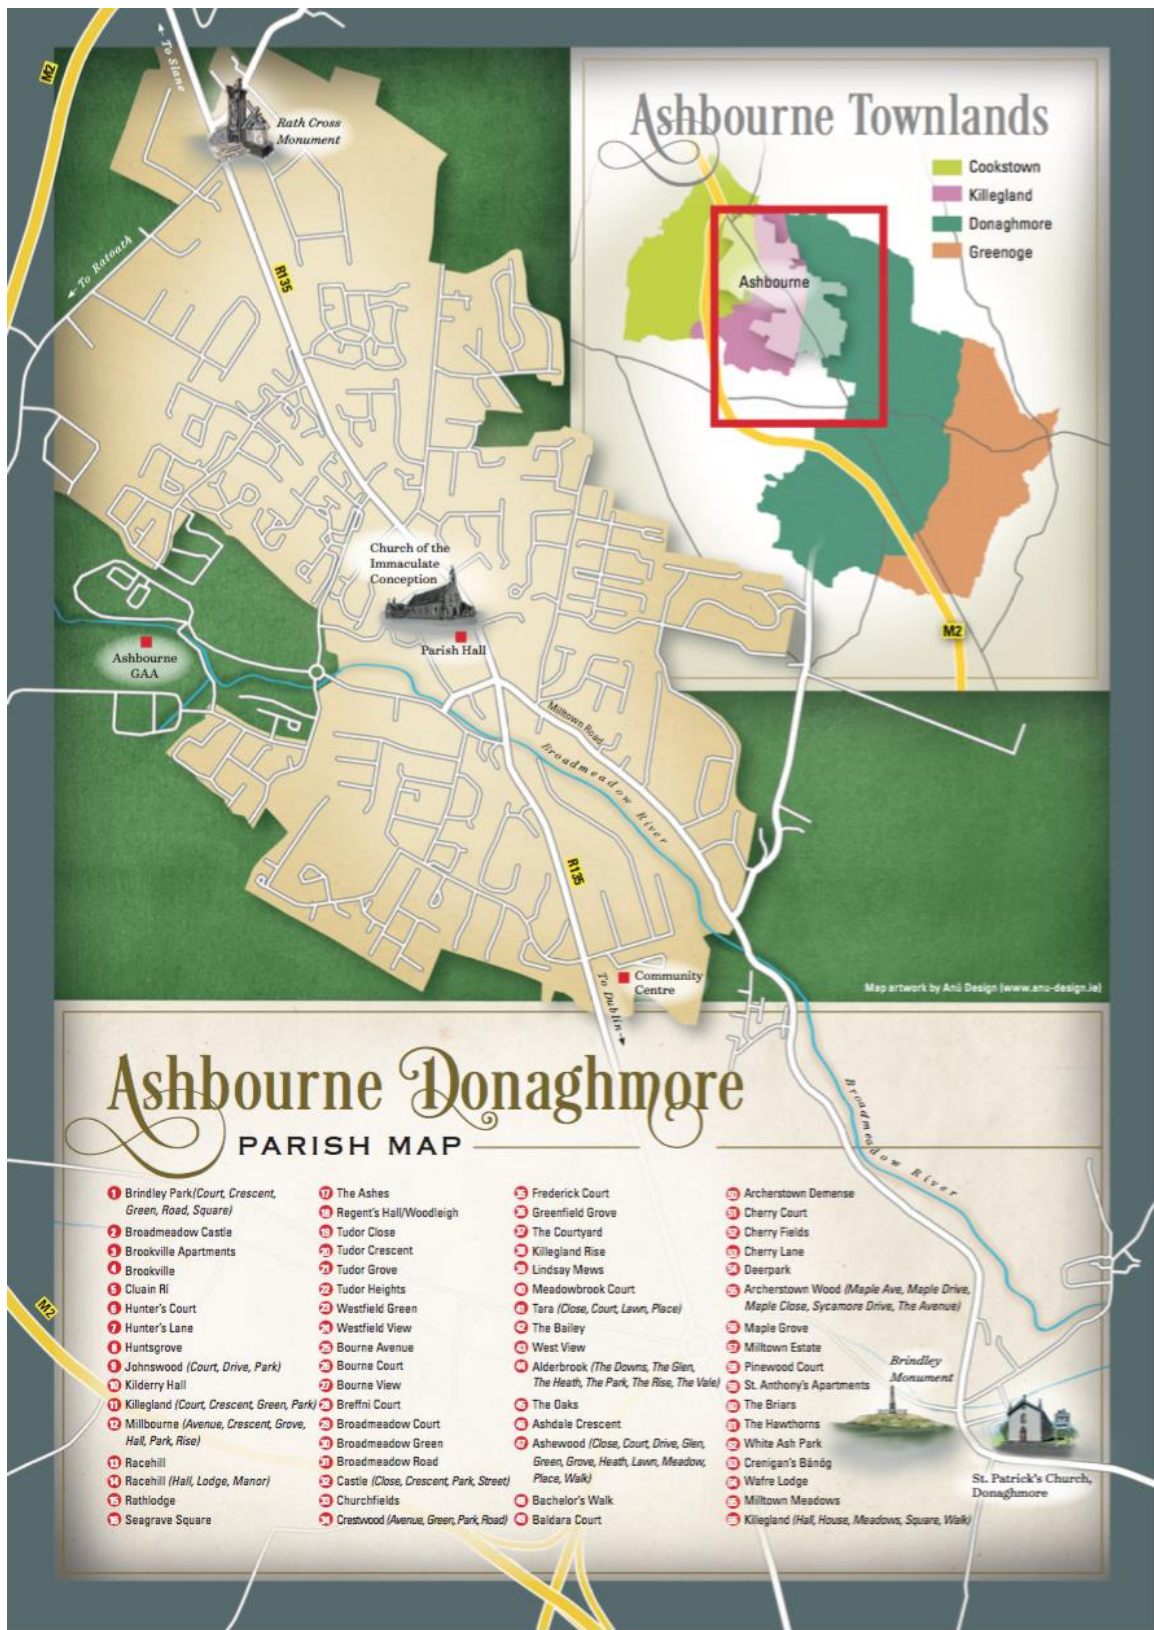 M2
To Slane
Rath Cross
Monument
To Ratoath
R135
Ashbourne Townlands
Cookstown
Killegland
Donaghmore
Greenoge
Ashbourne
M2
Church of the
Immaculate
Conception
Parish Hall
Ashbourne
GAA
Milltown Road
Broadmeadow River
R135
Community
Centre
To Dublin
Map artwork by Anú Design (www.anu-design.ie)
Ashbourne Donaghmore
PARISH MAP
Broadmeadow River
M2
1 Brindley Park(Court, Crescent,
Green, Road, Square)
2 Broadmeadow Castle
3 Brookville Apartments
4 Brookville
5 Cluain Rí
6 Hunter's Court
7 Hunter's Lane
8 Huntsgrove
9 Johnswood (Court, Drive, Park)
10 Kilderry Hall
11 Killegland (Court, Crescent, Green, Park)
12 Millbourne (Avenue, Crescent, Grove,
Hall, Park, Rise)
13 Racehill
14 Racehill (Hall, Lodge, Manor)
15 Rathlodge
16 Seagrave Square
17 The Ashes
18 Regent's Hall/Woodleigh
19 Tudor Close
20 Tudor Crescent
21 Tudor Grove
22 Tudor Heights
23 Westfield Green
24 Westfield View
25 Bourne Avenue
26 Bourne Court
27 Bourne View
28 Breffni Court
29 Broadmeadow Court
30 Broadmeadow Green
31 Broadmeadow Road
32 Castle (Close, Crescent, Park, Street)
33 Churchfields
34 Crestwood (Avenue, Green, Park, Road)
35 Frederick Court
36 Greenfield Grove
37 The Courtyard
38 Killegland Rise
39 Lindsay Mews
40 Meadowbrook Court
41 Tara (Close, Court, Lawn, Place)
42 The Bailey
43 West View
44 Alderbrook (The Downs, The Glen,
The Heath, The Park, The Rise, The Vale)
45 The Oaks
46 Ashdale Crescent
47 Ashewood (Close, Court, Drive, Glen,
Green, Grove, Heath, Lawn, Meadow,
Place, Walk)
48 Bachelor's Walk
49 Baldara Court
50 Archerstown Demense
51 Cherry Court
52 Cherry Fields
53 Cherry Lane
54 Deerpark
55 Archerstown Wood (Maple Ave, Maple Drive,
Maple Close, Sycamore Drive, The Avenue)
56 Maple Grove
57 Milltown Estate
58 Pinewood Court
59 St. Anthony's Apartments
60 The Briars
61 The Hawthorns
62 White Ash Park
63 Crenigan's Bánóg
64 Wafre Lodge
65 Milltown Meadows
66 Killegland (Hall, House, Meadows, Square, Walk)
Brindley
Monument
St. Patrick's Church,
Donaghmore